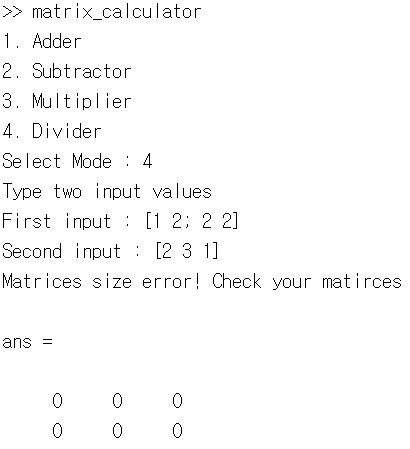 >> matrix_calculator
1. Adder
2. Subtractor
3. Multiplier
4. Divider
Select Mode : 4
Type two input values
First input : [1 2; 2 2]
Second input : [2 3 1]
Matrices size error! Check your matirces
ans =
0 0 0
0 0 0